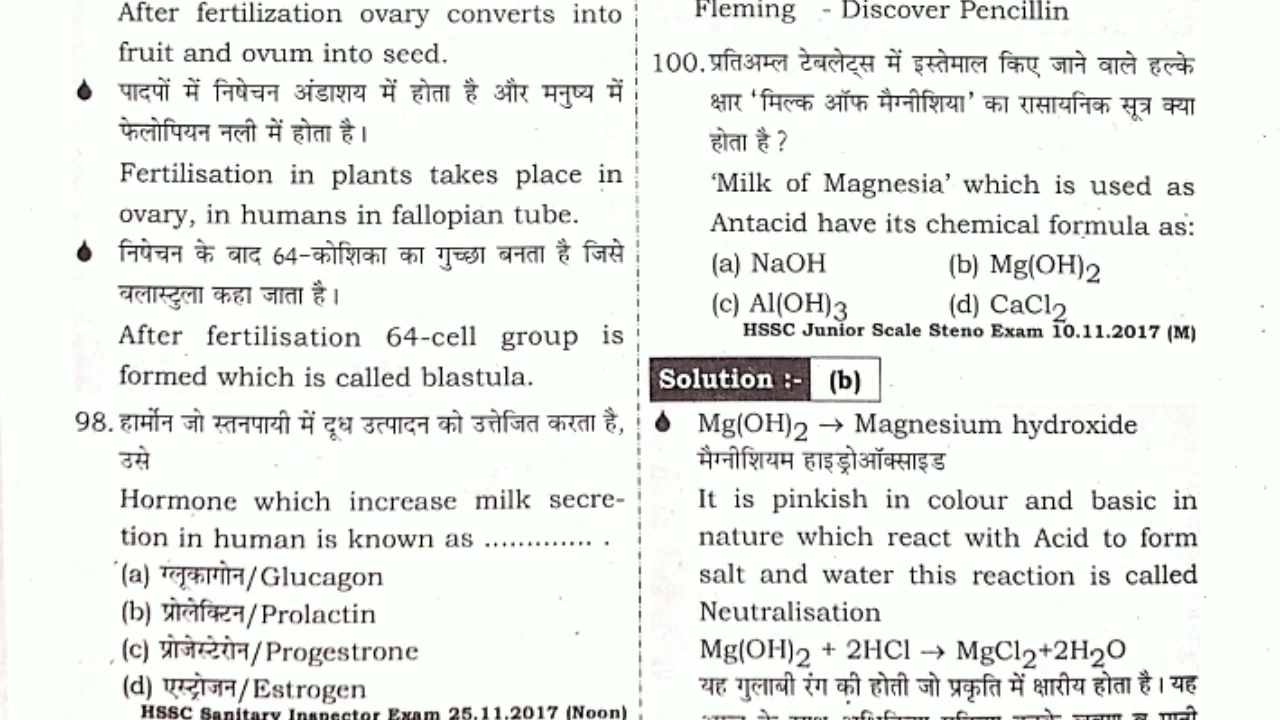 After fertilization ovary converts into
fruit and ovum into seed.
पादपों में निषेचन अंडाशय में होता है और मनुष्य में
फेलोपियन नली में होता है।
Fertilisation in plants takes place in
ovary, in humans in fallopian tube.
निषेचन के बाद 64-कोशिका का गुच्छा बनता है जिसे
वलास्टुला कहा जाता है।
After fertilisation 64-cell group is
formed which is called blastula.
98. हार्मोन जो स्तनपायी में दूध उत्पादन को उत्तेजित करता है,
उसे
Hormone which increase milk secre-
tion in human is known as ............. .
(a) ग्लूकागोन/Glucagon
(b) प्रोलेक्टिन/Prolactin
(c) प्रोजेस्टेरोन/Progestrone
(d) एस्ट्रोजन/Estrogen
HSSC Sanitary Inspector Exam 25.11.2017 (Noon)
Fleming - Discover Pencillin
100. प्रतिअम्ल टेबलेट्स में इस्तेमाल किए जाने वाले हल्के
क्षार ‘मिल्क ऑफ मैग्नीशिया’ का रासायनिक सूत्र क्या
होता है ?
‘Milk of Magnesia’ which is used as
Antacid have its chemical formula as:
(a) NaOH (b) Mg(OH)2
(c) Al(OH)3 (d) CaCl2
HSSC Junior Scale Steno Exam 10.11.2017 (M)
Solution :- (b)
Mg(OH)2 → Magnesium hydroxide
मैग्नीशियम हाइड्रोऑक्साइड
It is pinkish in colour and basic in
nature which react with Acid to form
salt and water this reaction is called
Neutralisation
Mg(OH)2 + 2HCl → MgCl2+2H2O
यह गुलाबी रंग की होती जो प्रकृति में क्षारीय होता है। यह